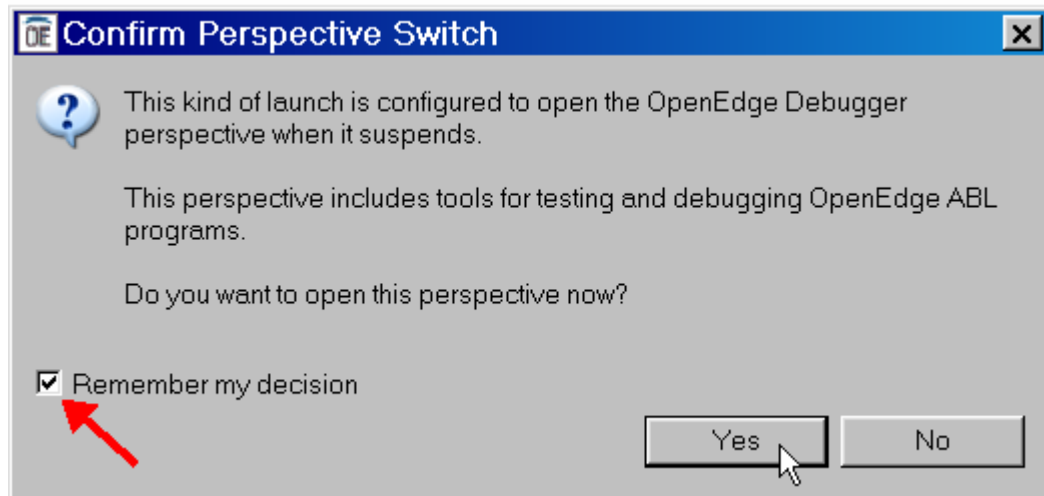 OE Confirm Perspective Switch
This kind of launch is configured to open the OpenEdge Debugger
perspective when it suspends.
This perspective includes tools for testing and debugging OpenEdge ABL
programs.
Do you want to open this perspective now?
Remember my decision
Yes No